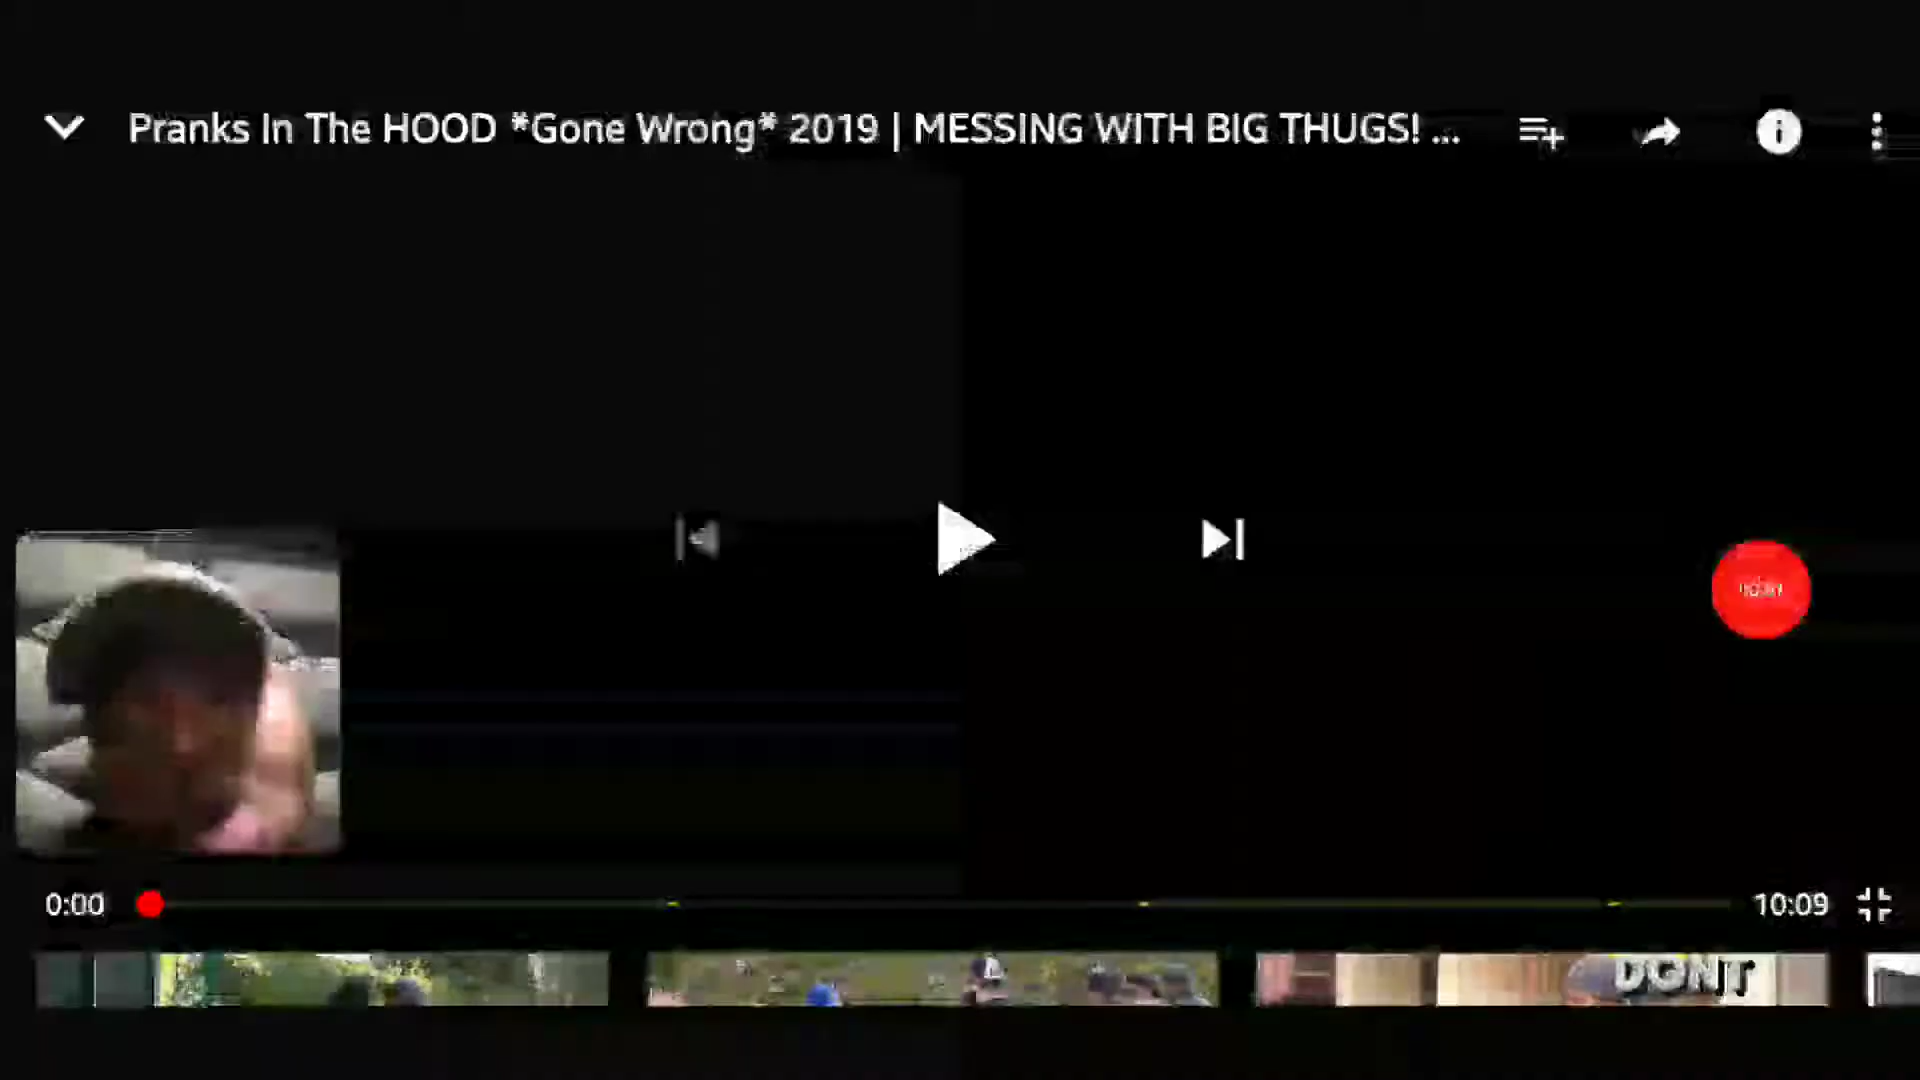 Pranks In The HOOD *Gone Wrong* 2019 | MESSING WITH BIG THUGS! ...
0:00
10:09
DONT